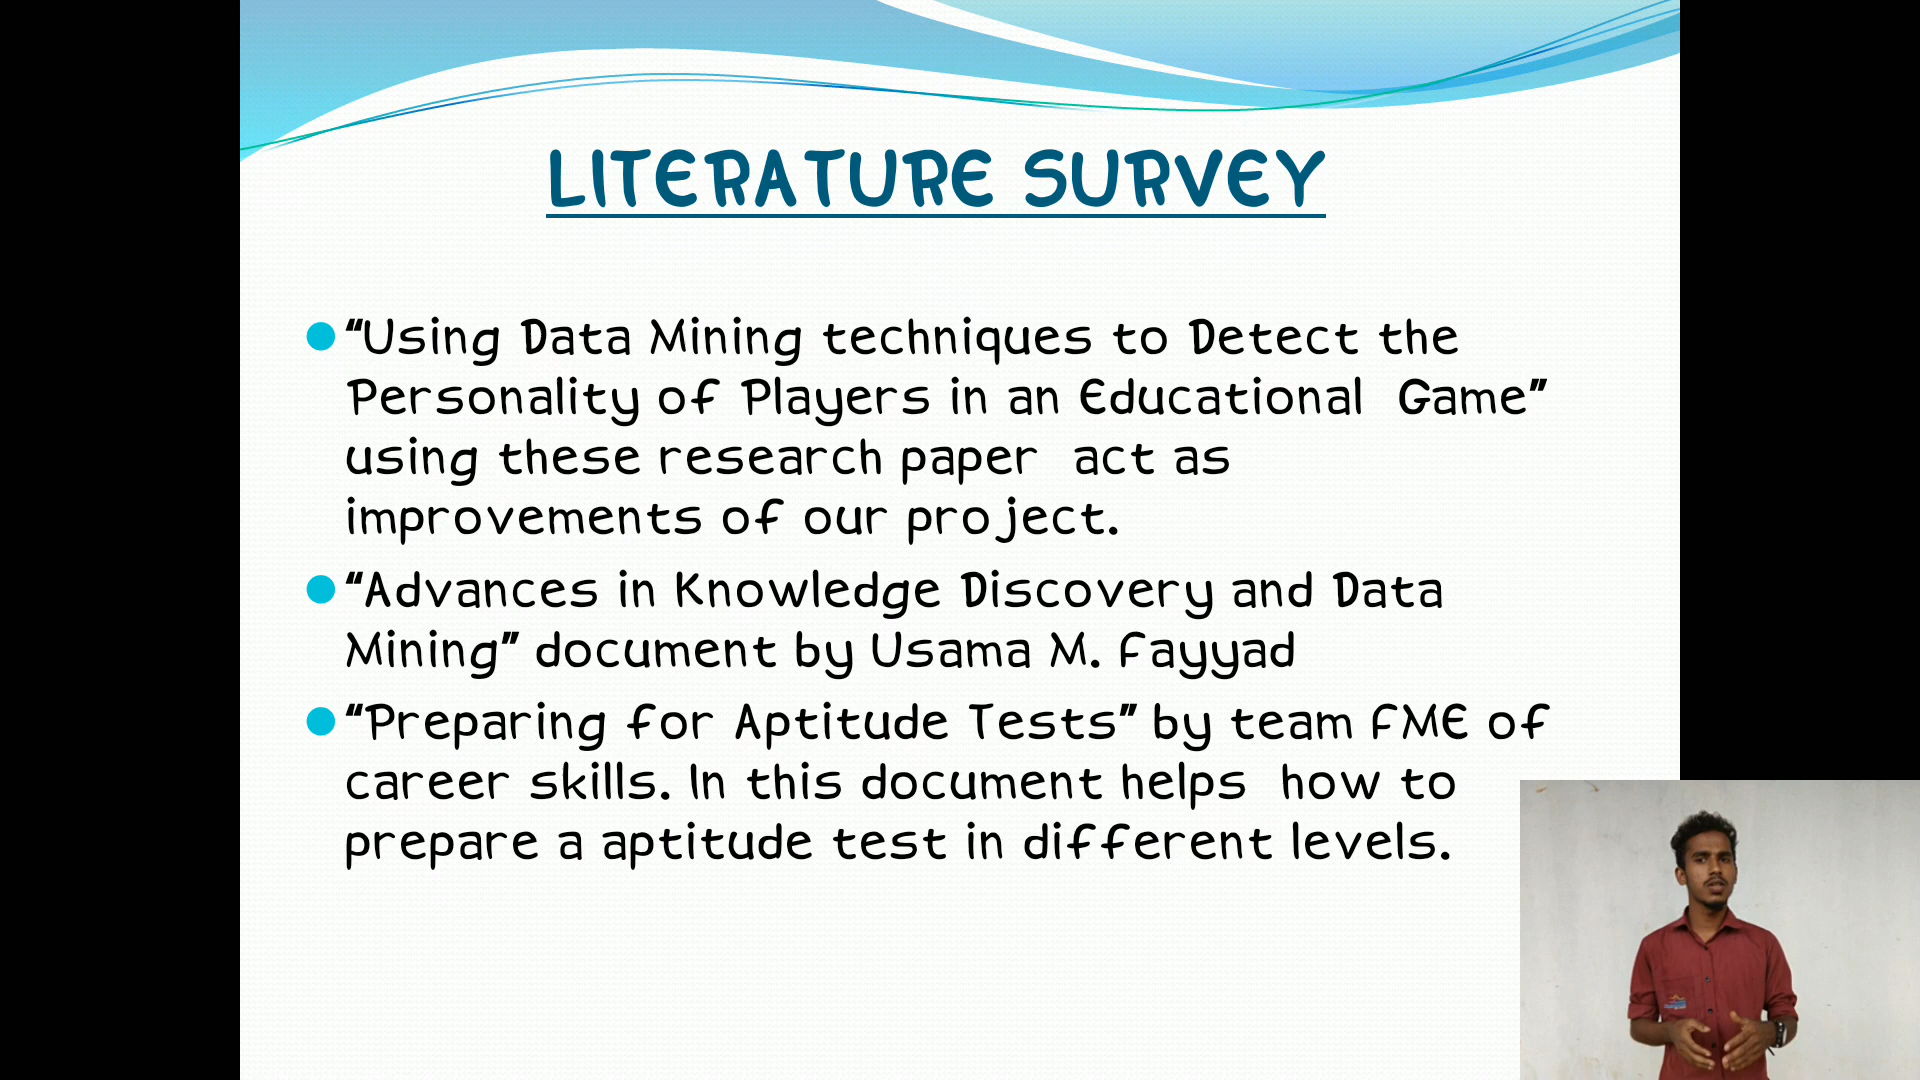 LITERATURE SURVEY
“Using Data Mining techniques to Detect the
Personality of Players in an Educational Game”
using these research paper act as
improvements of our project.
“Advances in Knowledge Discovery and Data
Mining” document by Usama M. Fayyad
“Preparing for Aptitude Tests” by team FME of
career skills. In this document helps how to
prepare a aptitude test in different levels.